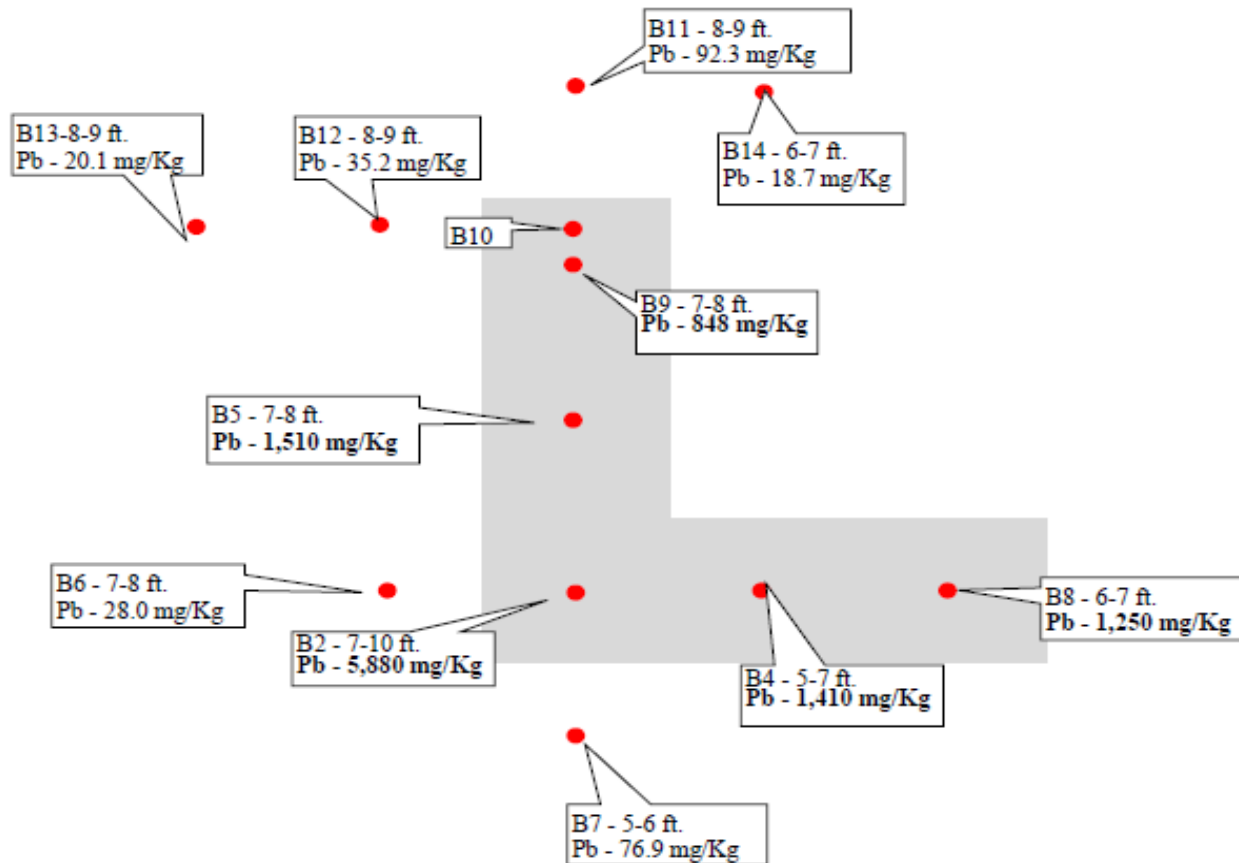 B11 - 8-9 ft.
Pb - 92.3 mg/Kg
B13-8-9 ft.
Pb - 20.1 mg/Kg
B12 - 8-9 ft.
Pb - 35.2 mg/Kg
B14 - 6-7 ft.
Pb - 18.7 mg/Kg
B10
B9 - 7-8 ft.
Pb - 848 mg/Kg
B5 - 7-8 ft.
Pb - 1,510 mg/Kg
B6 - 7-8 ft.
Pb - 28.0 mg/Kg
B2 - 7-10 ft.
Pb - 5,880 mg/Kg
B4 - 5-7 ft.
Pb - 1,410 mg/Kg
B8 - 6-7 ft.
Pb - 1,250 mg/Kg
B7 - 5-6 ft.
Pb - 76.9 mg/Kg